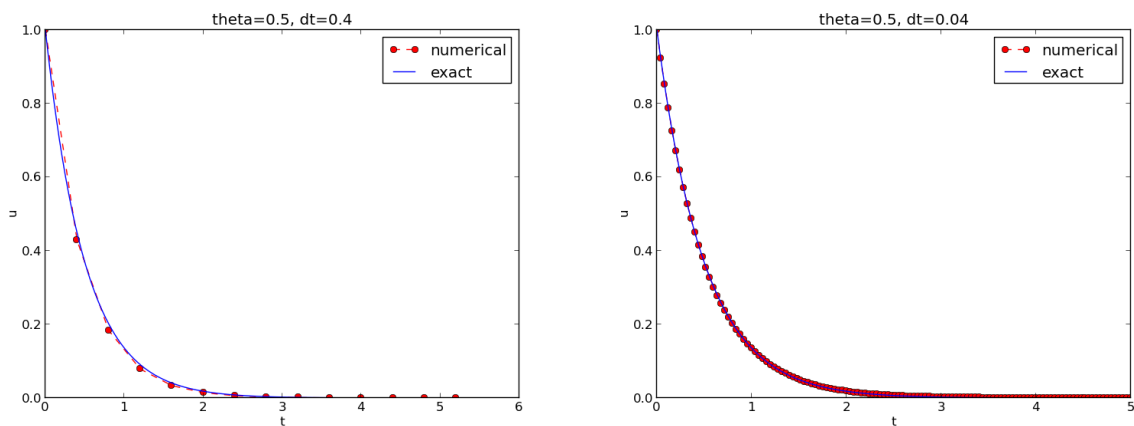 theta=0.5, dt=0.4
1.0
0.8
0.6
0.4
0.2
0.0
u
0 1 2 3 4 5 6
t
numerical
exact
theta=0.5, dt=0.04
1.0
0.8
0.6
0.4
0.2
0.0
u
0 1 2 3 4 5
t
numerical
exact